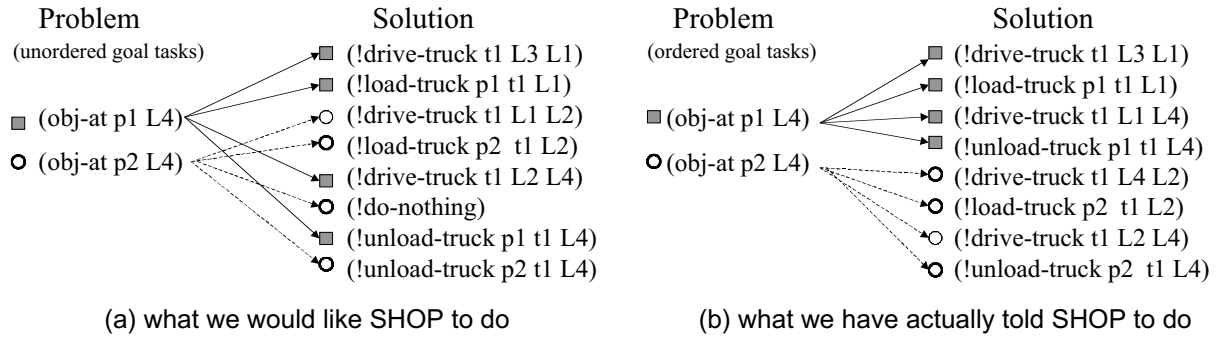 Problem
(unordered goal tasks)
(obj-at p1 L4)
(obj-at p2 L4)
Solution
(!drive-truck t1 L3 L1)
(!load-truck p1 t1 L1)
(!drive-truck t1 L1 L2)
(!load-truck p2 t1 L2)
(!drive-truck t1 L2 L4)
(!do-nothing)
(!unload-truck p1 t1 L4)
(!unload-truck p2 t1 L4)
(a) what we would like SHOP to do
Problem
(ordered goal tasks)
(obj-at p1 L4)
(obj-at p2 L4)
Solution
(!drive-truck t1 L3 L1)
(!load-truck p1 t1 L1)
(!drive-truck t1 L1 L4)
(!unload-truck p1 t1 L4)
(!drive-truck t1 L4 L2)
(!load-truck p2 t1 L2)
(!drive-truck t1 L2 L4)
(!unload-truck p2 t1 L4)
(b) what we have actually told SHOP to do